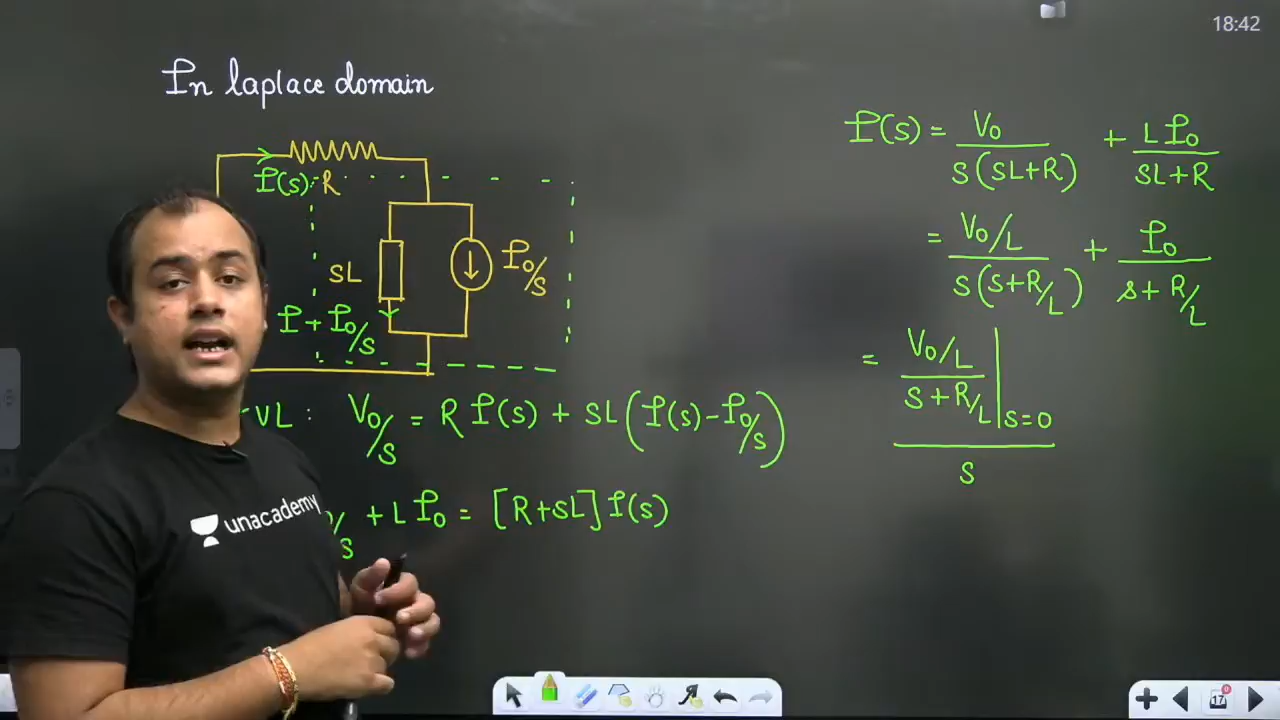 18:42
In laplace domain
I(s) R
SL
I0/s
I + I0/s
VL : V0/s = R I(s) + SL(I(s) - I0/s)
/s + L I0 = [R+SL] I(s)
I(s) = V0/s(SL+R) + L I0/SL+R
= V0/L/s(s+R/L) + I0/s+R/L
= V0/L/s+R/L|s=0
s
unacademy
17